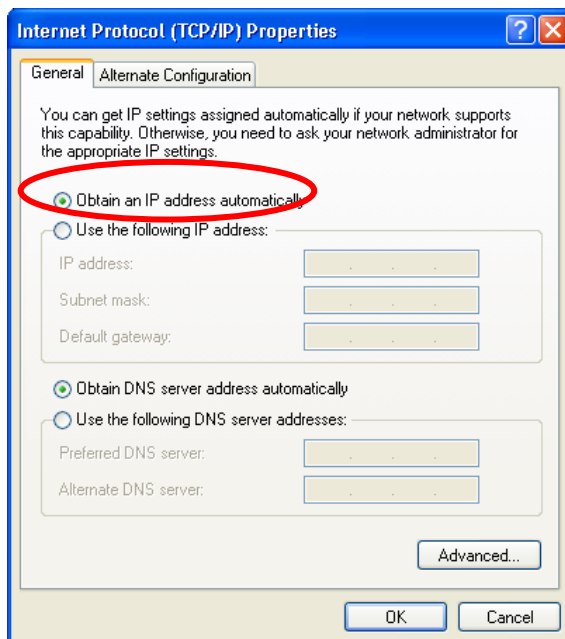 Internet Protocol (TCP/IP) Properties
General
Alternate Configuration
You can get IP settings assigned automatically if your network supports
this capability. Otherwise, you need to ask your network administrator for
the appropriate IP settings.
Obtain an IP address automatically
Use the following IP address:
IP address:
Subnet mask:
Default gateway:
Obtain DNS server address automatically
Use the following DNS server addresses:
Preferred DNS server:
Alternate DNS server:
Advanced...
OK
Cancel